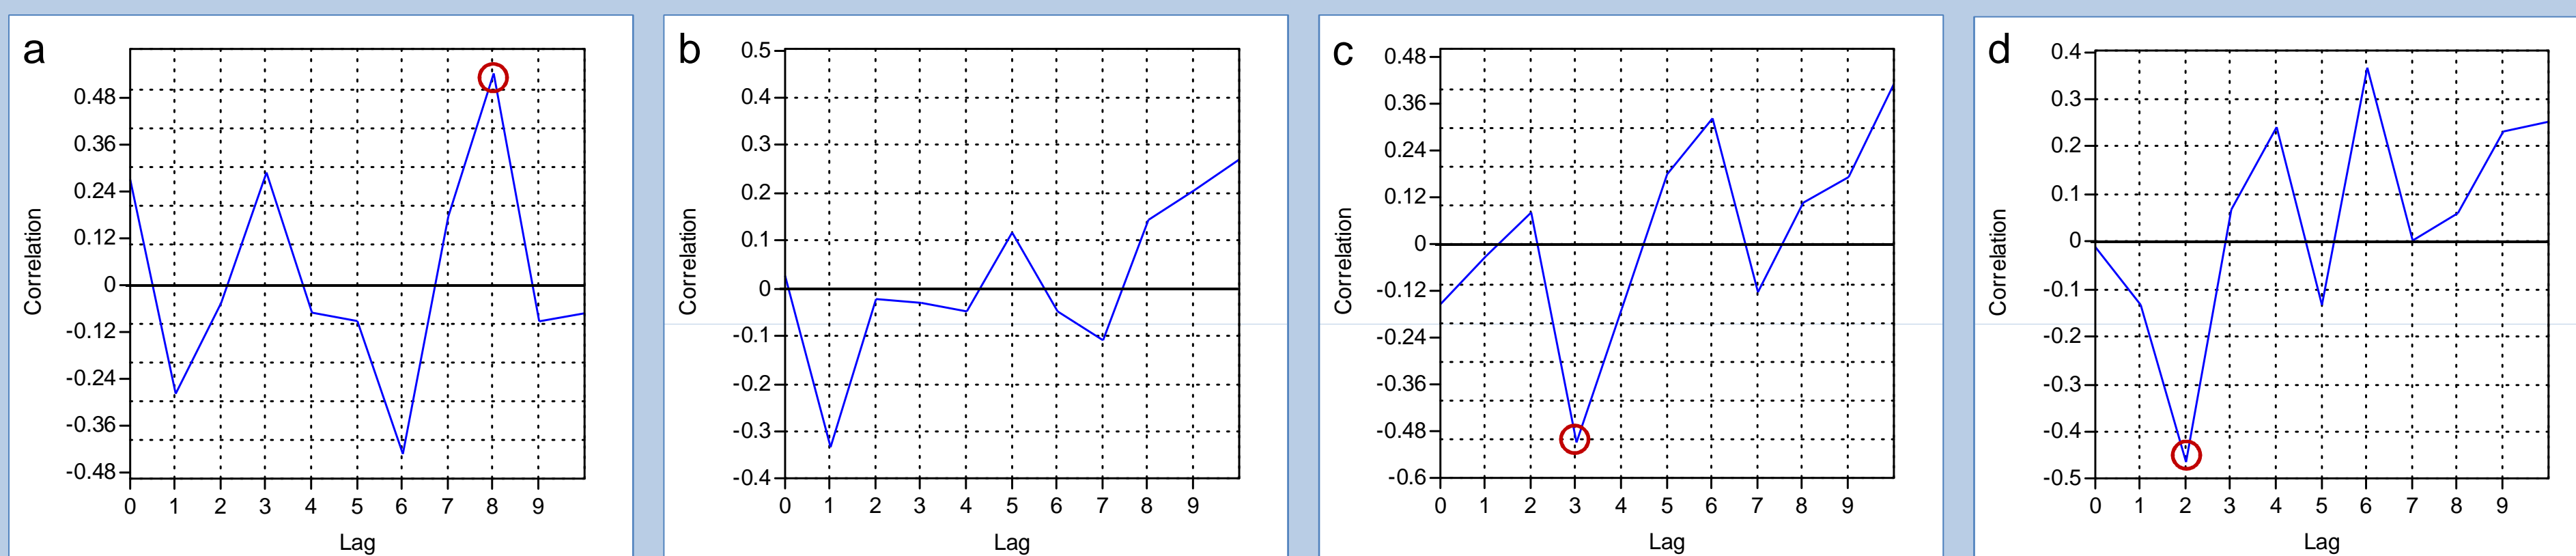 a
0.48
0.36
0.24
0.12
0
-0.12
-0.24
-0.36
-0.48
Correlation
0 1 2 3 4 5 6 7 8 9
Lag
b
0.5
0.4
0.3
0.2
0.1
0
-0.1
-0.2
-0.3
-0.4
Correlation
0 1 2 3 4 5 6 7 8 9
Lag
c
0.48
0.36
0.24
0.12
0
-0.12
-0.24
-0.36
-0.48
-0.6
Correlation
0 1 2 3 4 5 6 7 8 9
Lag
d
0.4
0.3
0.2
0.1
0
-0.1
-0.2
-0.3
-0.4
-0.5
Correlation
0 1 2 3 4 5 6 7 8 9
Lag